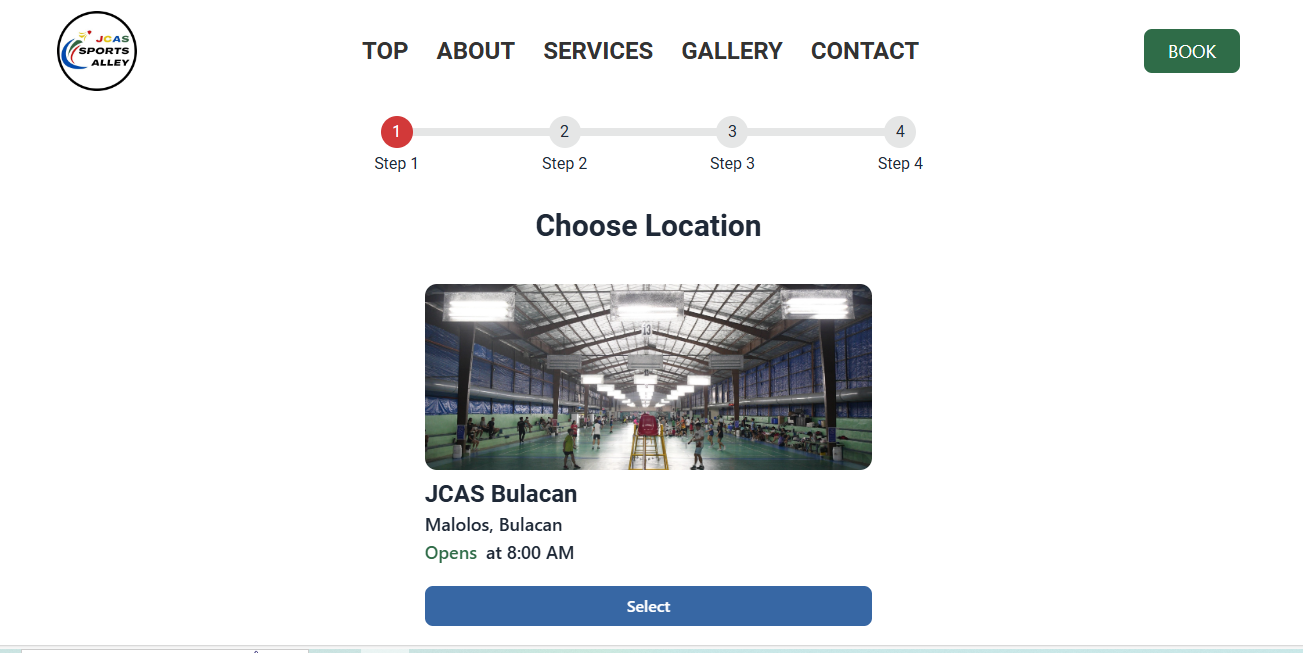 JCAS
SPORTS
ALLEY
TOP ABOUT SERVICES GALLERY CONTACT
BOOK
1 2 3 4
Step 1 Step 2 Step 3 Step 4
Choose Location
JCAS Bulacan
Malolos, Bulacan
Opens at 8:00 AM
Select